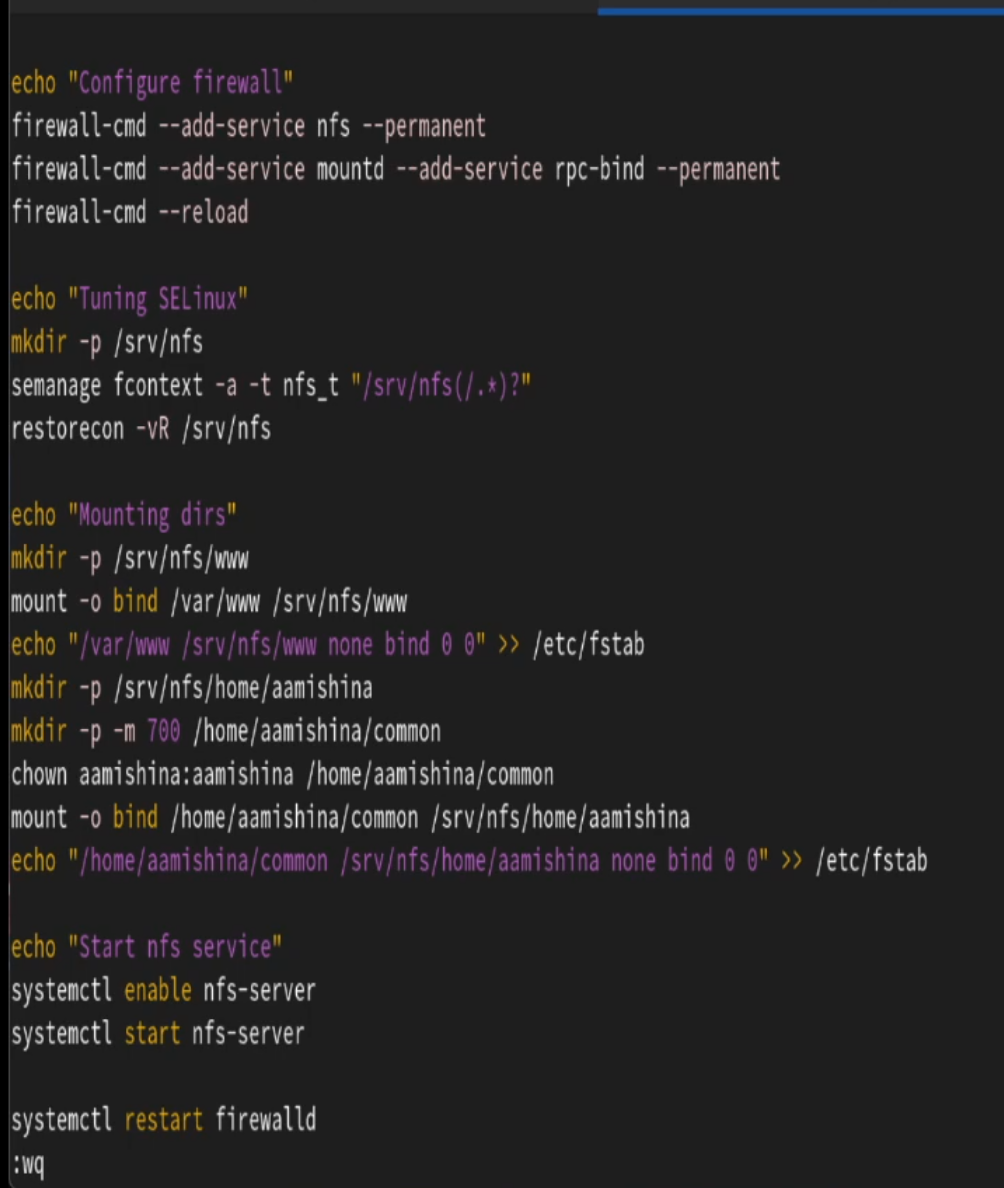 echo "Configure firewall"
firewall-cmd --add-service nfs --permanent
firewall-cmd --add-service mountd --add-service rpc-bind --permanent
firewall-cmd --reload
echo "Tuning SELinux"
mkdir -p /srv/nfs
semanage fcontext -a -t nfs_t "/srv/nfs(/.*)?"
restorecon -vR /srv/nfs
echo "Mounting dirs"
mkdir -p /srv/nfs/www
mount -o bind /var/www /srv/nfs/www
echo "/var/www /srv/nfs/www none bind 0 0" >> /etc/fstab
mkdir -p /srv/nfs/home/aamishina
mkdir -p -m 700 /home/aamishina/common
chown aamishina:aamishina /home/aamishina/common
mount -o bind /home/aamishina/common /srv/nfs/home/aamishina
echo "/home/aamishina/common /srv/nfs/home/aamishina none bind 0 0" >> /etc/fstab
echo "Start nfs service"
systemctl enable nfs-server
systemctl start nfs-server
systemctl restart firewalld
:wq